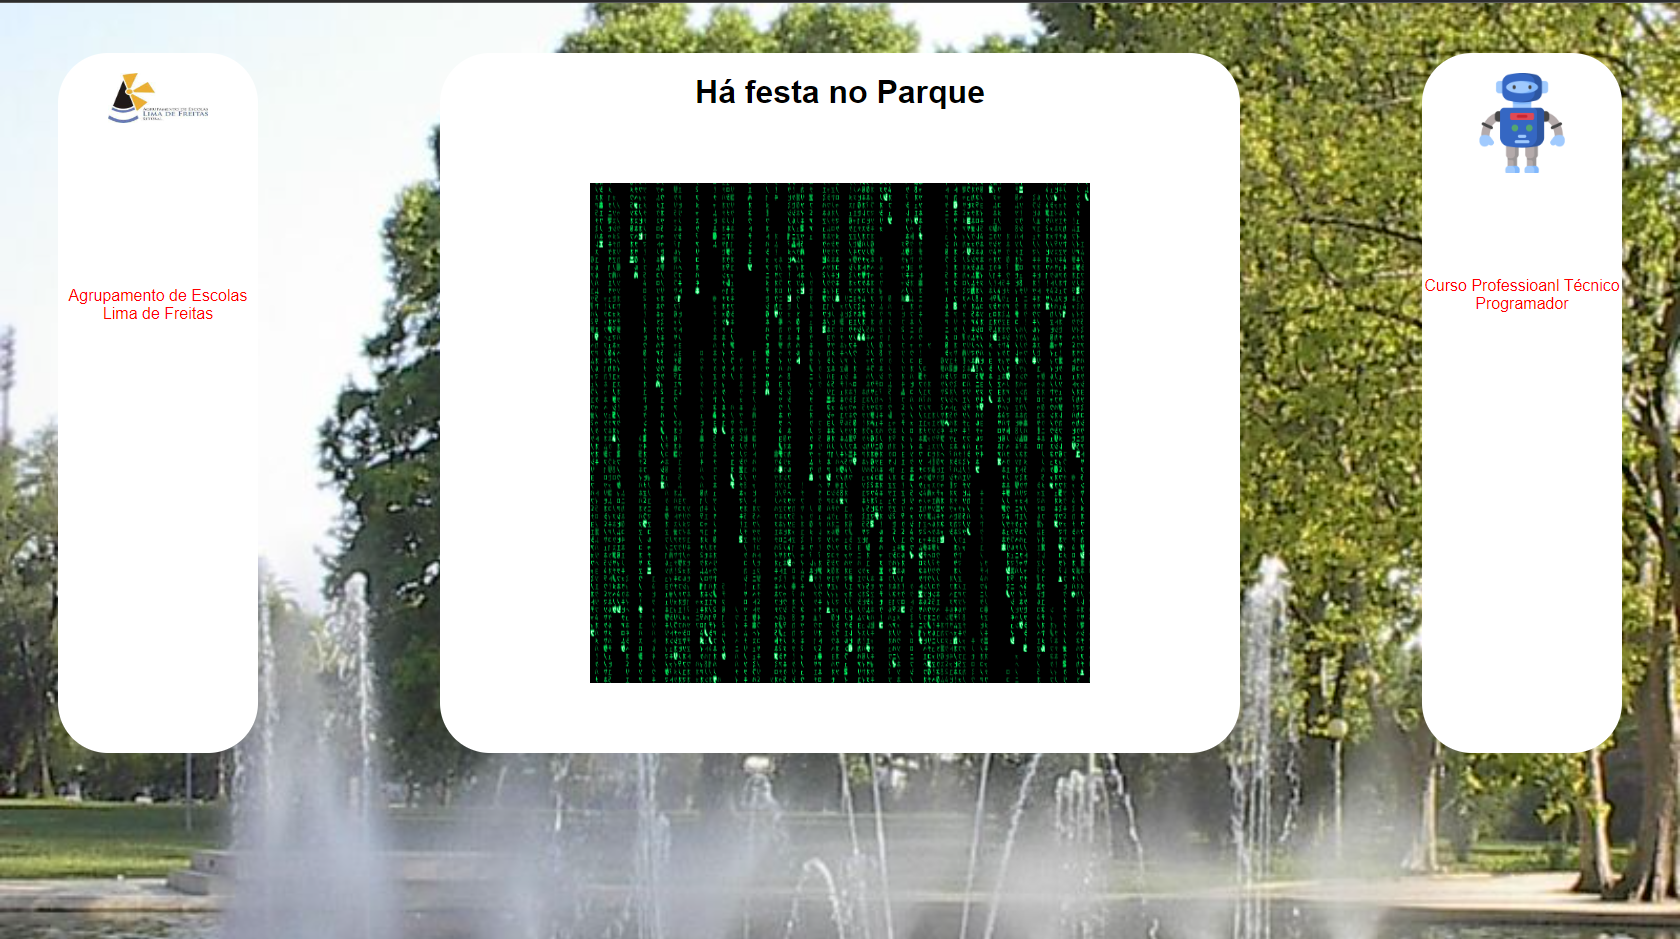 AGRUPAMENTO DE ESCOLAS
LIMA DE FREITAS
Agrupamento de Escolas
Lima de Freitas
Há festa no Parque
Curso Professioanl Técnico
Programador